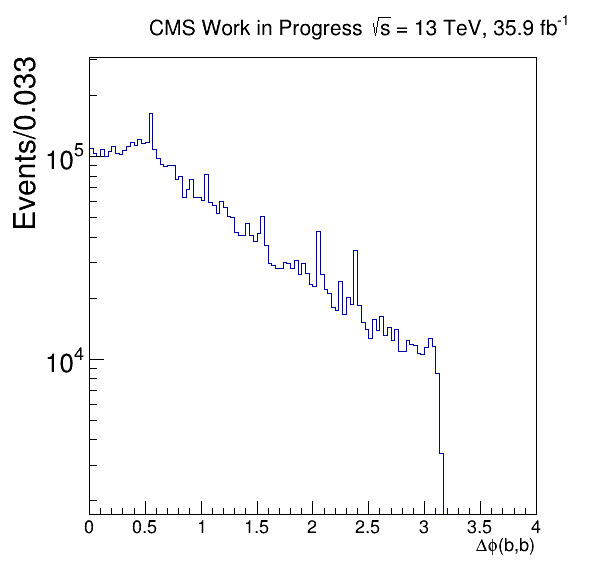 CMS Work in Progress √s = 13 TeV, 35.9 fb⁻¹
Events/0.033
10⁵
10⁴
0 0.5 1 1.5 2 2.5 3 3.5 4
Δϕ(b,b)